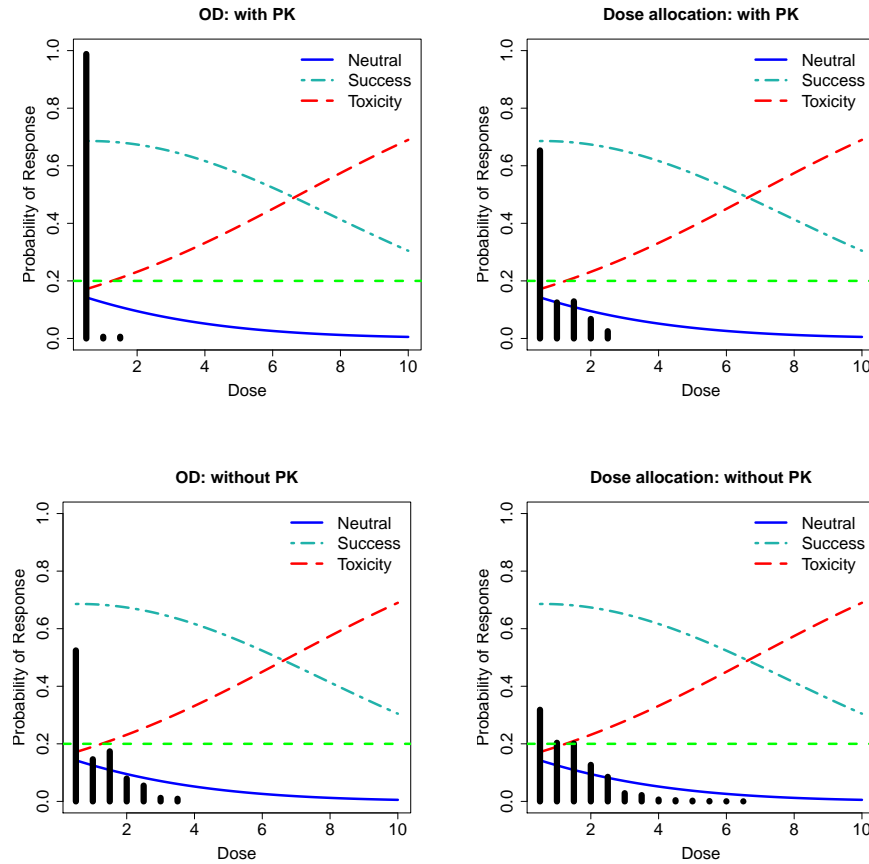 OD: with PK
Probability of Response
0.0 0.2 0.4 0.6 0.8 1.0
Neutral
Success
Toxicity
2 4 6 8 10
Dose
Dose allocation: with PK
Probability of Response
0.0 0.2 0.4 0.6 0.8 1.0
Neutral
Success
Toxicity
2 4 6 8 10
Dose
OD: without PK
Probability of Response
0.0 0.2 0.4 0.6 0.8 1.0
Neutral
Success
Toxicity
2 4 6 8 10
Dose
Dose allocation: without PK
Probability of Response
0.0 0.2 0.4 0.6 0.8 1.0
Neutral
Success
Toxicity
2 4 6 8 10
Dose